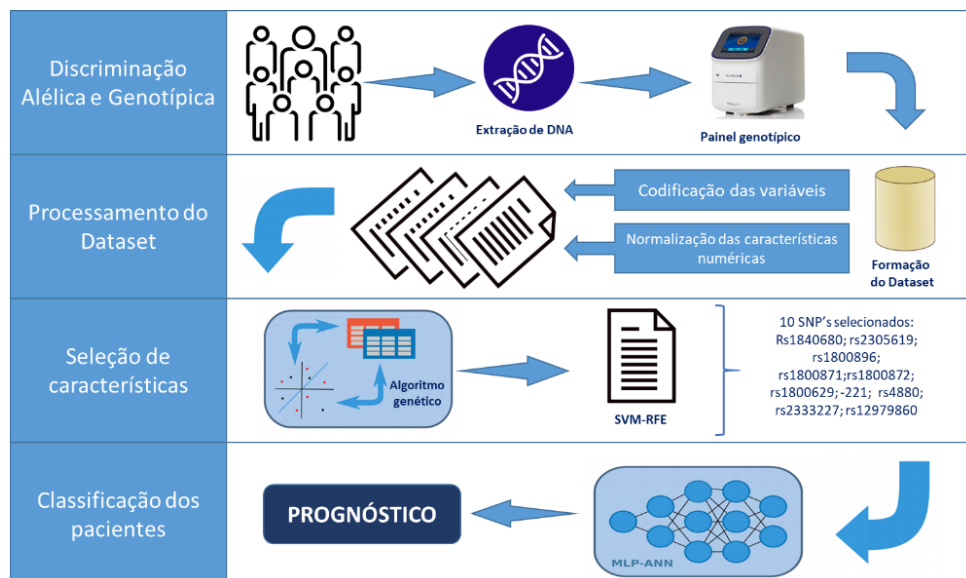 Discriminação
Alélica e Genotípica
Extração de DNA
Painel genotípico
Processamento do
Dataset
Codificação das variáveis
Normalização das características
numéricas
Formação
do Dataset
Seleção de
características
Algoritmo
genético
SVM-RFE
10 SNP's selecionados:
Rs1840680; rs2305619;
rs1800896;
rs1800871;rs1800872;
rs1800629; -221; rs4880;
rs2333227; rs12979860
Classificação dos
pacientes
PROGNÓSTICO
MLP-ANN